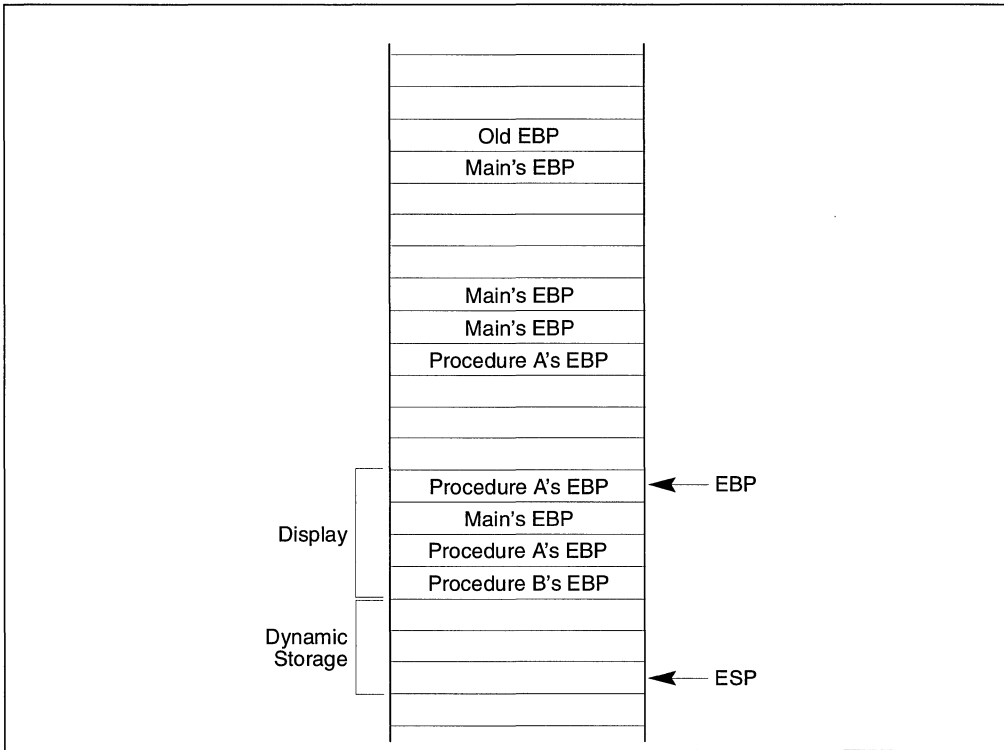 Old EBP
Main's EBP
Main's EBP
Main's EBP
Procedure A's EBP
Procedure A's EBP
EBP
Main's EBP
Display
Procedure A's EBP
Procedure B's EBP
Dynamic
Storage
ESP